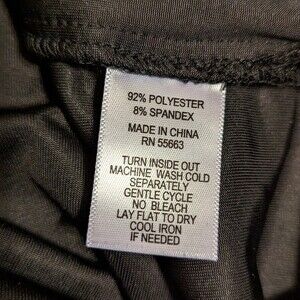 92% POLYESTER
8% SPANDEX
MADE IN CHINA
RN 55663
TURN INSIDE OUT
MACHINE WASH COLD
SEPARATELY
GENTLE CYCLE
NO BLEACH
LAY FLAT TO DRY
COOL IRON
IF NEEDED